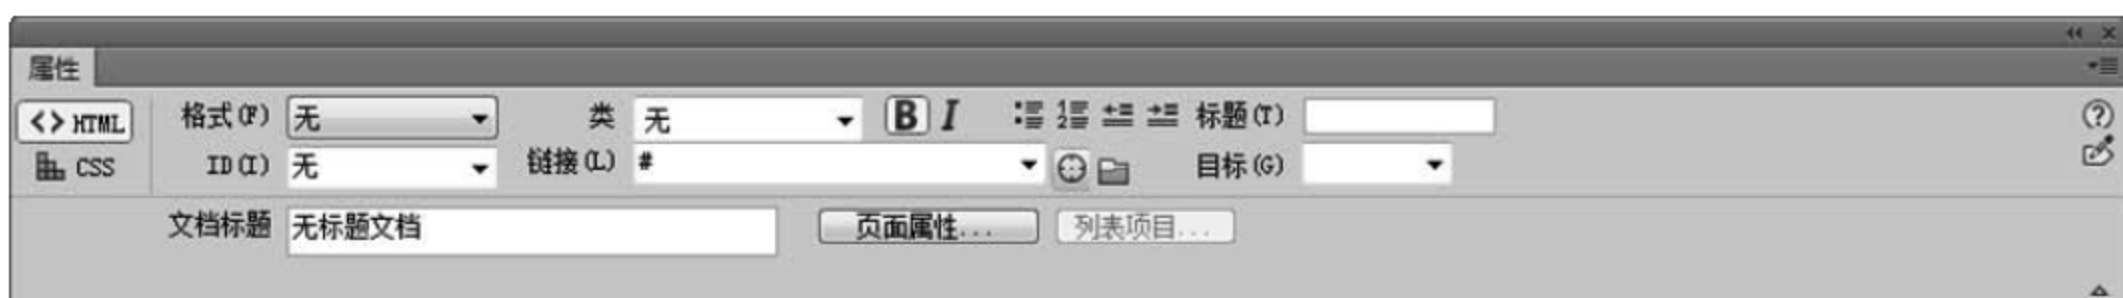 属性
<> HTML 格式(F) 无 类 无 B I 标题(T)
CSS ID(I) 无 链接(L) # 目标(G)
文档标题 无标题文档 页面属性... 列表项目...